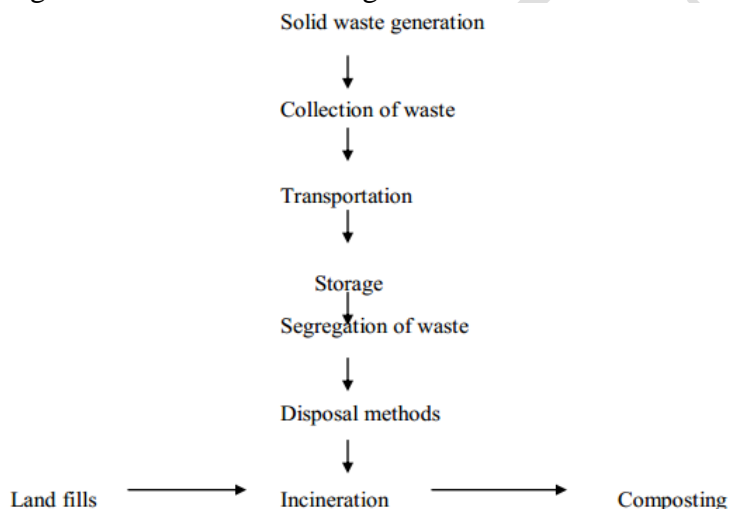 Solid waste generation
Collection of waste
Transportation
Storage
Segregation of waste
Disposal methods
Land fills Incineration Composting